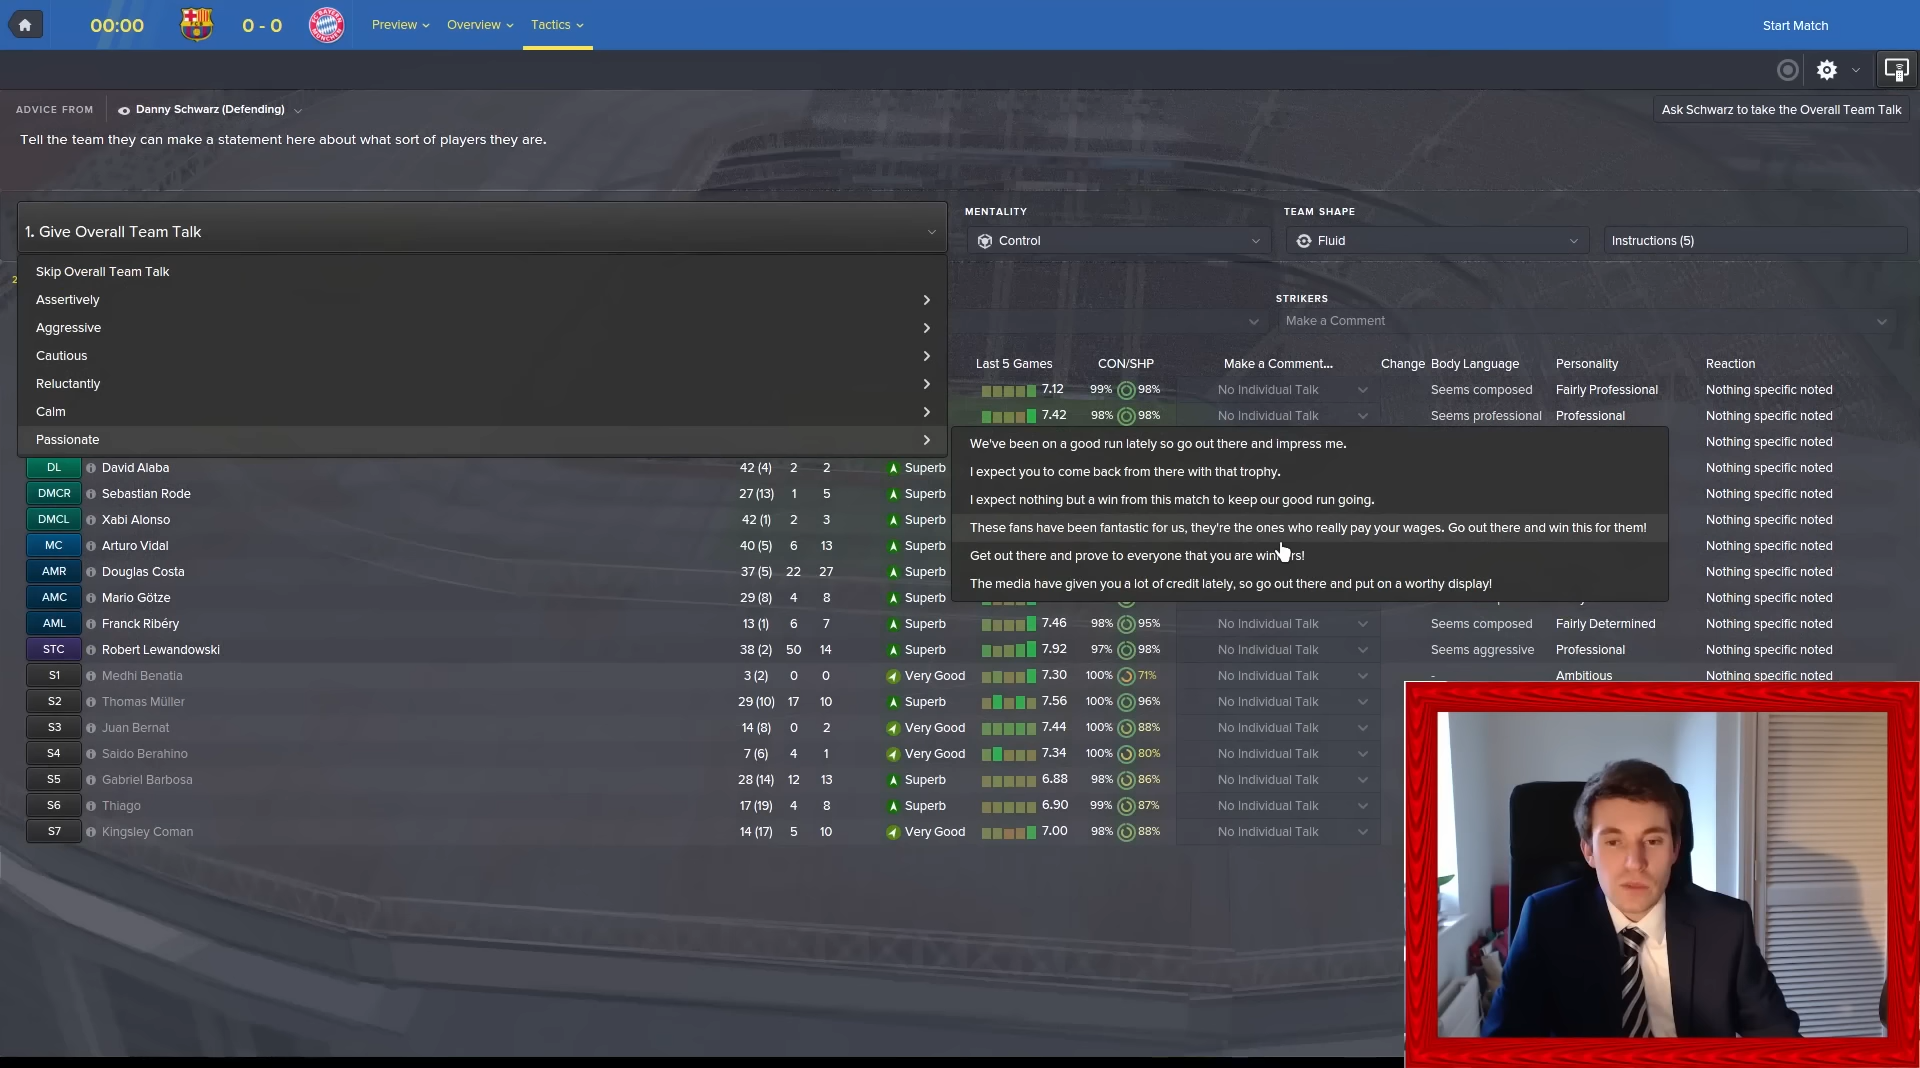 00:00 0 - 0 Preview Overview Tactics Start Match
ADVICE FROM Danny Schwarz (Defending) Ask Schwarz to take the Overall Team Talk
Tell the team they can make a statement here about what sort of players they are.
MENTALITY TEAM SHAPE
1. Give Overall Team Talk Control Fluid Instructions (5)
Skip Overall Team Talk
2
Assertively STRIKERS
Aggressive Make a Comment
Cautious Last 5 Games CON/SHP Make a Comment... Change Body Language Personality Reaction
Reluctantly 7.12 99% 98% No Individual Talk Seems composed Fairly Professional Nothing specific noted
Calm 7.42 98% 98% No Individual Talk Seems professional Professional Nothing specific noted
Passionate We've been on a good run lately so go out there and impress me. Nothing specific noted
DL David Alaba 42 (4) 2 2 Superb I expect you to come back from there with that trophy. Nothing specific noted
DMCR Sebastian Rode 27 (13) 1 5 Superb I expect nothing but a win from this match to keep our good run going. Nothing specific noted
DMCL Xabi Alonso 42 (1) 2 3 Superb These fans have been fantastic for us, they're the ones who really pay your wages. Go out there and win this for them! Nothing specific noted
MC Arturo Vidal 40 (5) 6 13 Superb Get out there and prove to everyone that you are winners! Nothing specific noted
AMR Douglas Costa 37 (5) 22 27 Superb The media have given you a lot of credit lately, so go out there and put on a worthy display! Nothing specific noted
AMC Mario Götze 29 (8) 4 8 Superb Nothing specific noted
AML Franck Ribéry 13 (1) 6 7 Superb 7.46 98% 95% No Individual Talk Seems composed Fairly Determined Nothing specific noted
STC Robert Lewandowski 38 (2) 50 14 Superb 7.92 97% 98% No Individual Talk Seems aggressive Professional Nothing specific noted
S1 Medhi Benatia 3 (2) 0 0 Very Good 7.30 100% 71% No Individual Talk - Ambitious Nothing specific noted
S2 Thomas Müller 29 (10) 17 10 Superb 7.56 100% 96% No Individual Talk
S3 Juan Bernat 14 (8) 0 2 Very Good 7.44 100% 88% No Individual Talk
S4 Saido Berahino 7 (6) 4 1 Very Good 7.34 100% 80% No Individual Talk
S5 Gabriel Barbosa 28 (14) 12 13 Superb 6.88 98% 86% No Individual Talk
S6 Thiago 17 (19) 4 8 Superb 6.90 99% 87% No Individual Talk
S7 Kingsley Coman 14 (17) 5 10 Very Good 7.00 98% 88% No Individual Talk